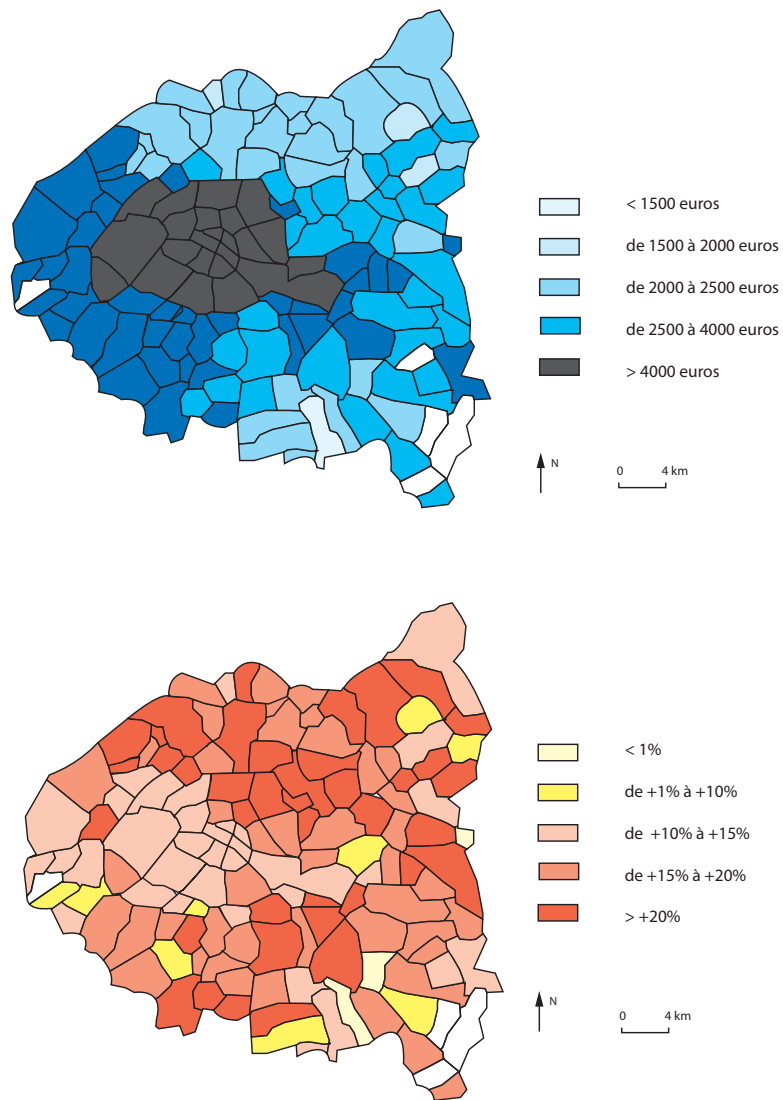 < 1500 euros
de 1500 à 2000 euros
de 2000 à 2500 euros
de 2500 à 4000 euros
> 4000 euros
N
0 4 km
< 1%
de +1% à +10%
de +10% à +15%
de +15% à +20%
> +20%
N
0 4 km